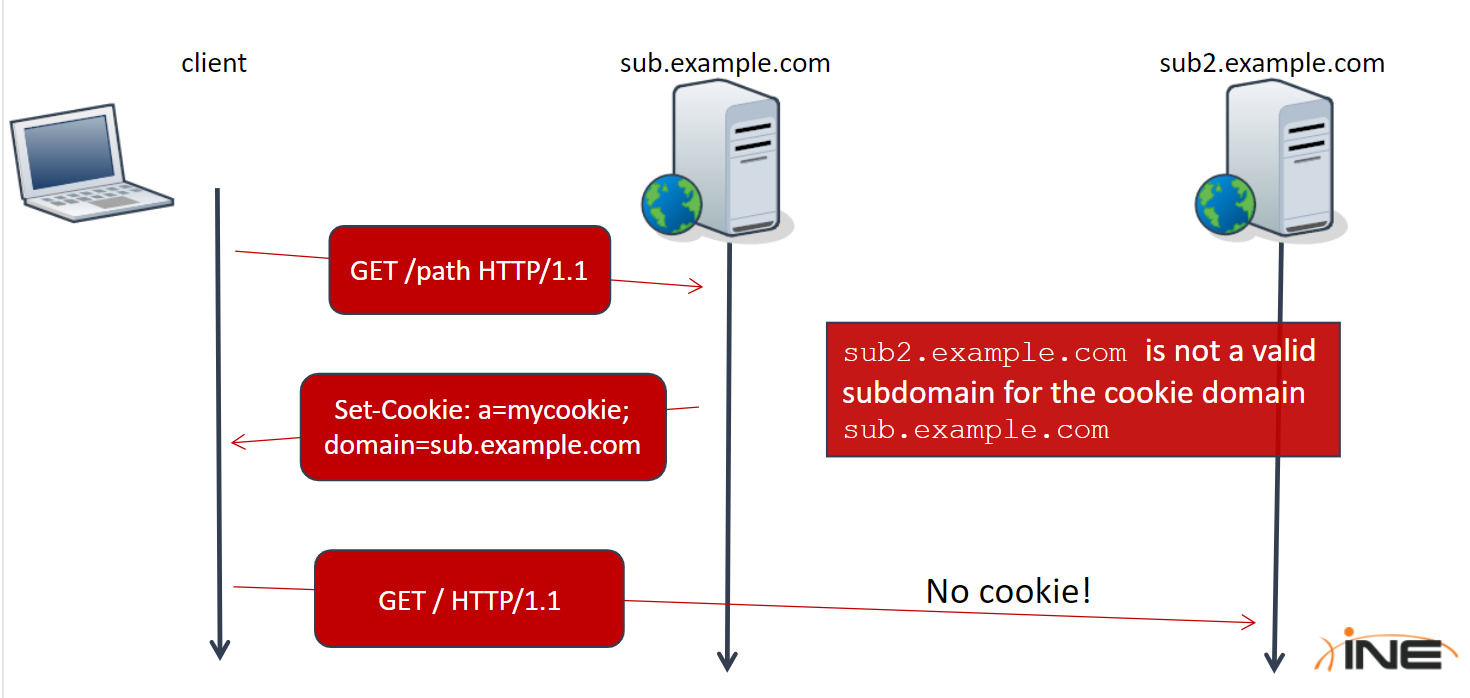 client
sub.example.com
sub2.example.com
GET /path HTTP/1.1
sub2.example.com is not a valid
subdomain for the cookie domain
sub.example.com
Set-Cookie: a=mycookie;
domain=sub.example.com
GET / HTTP/1.1
No cookie!
iNE